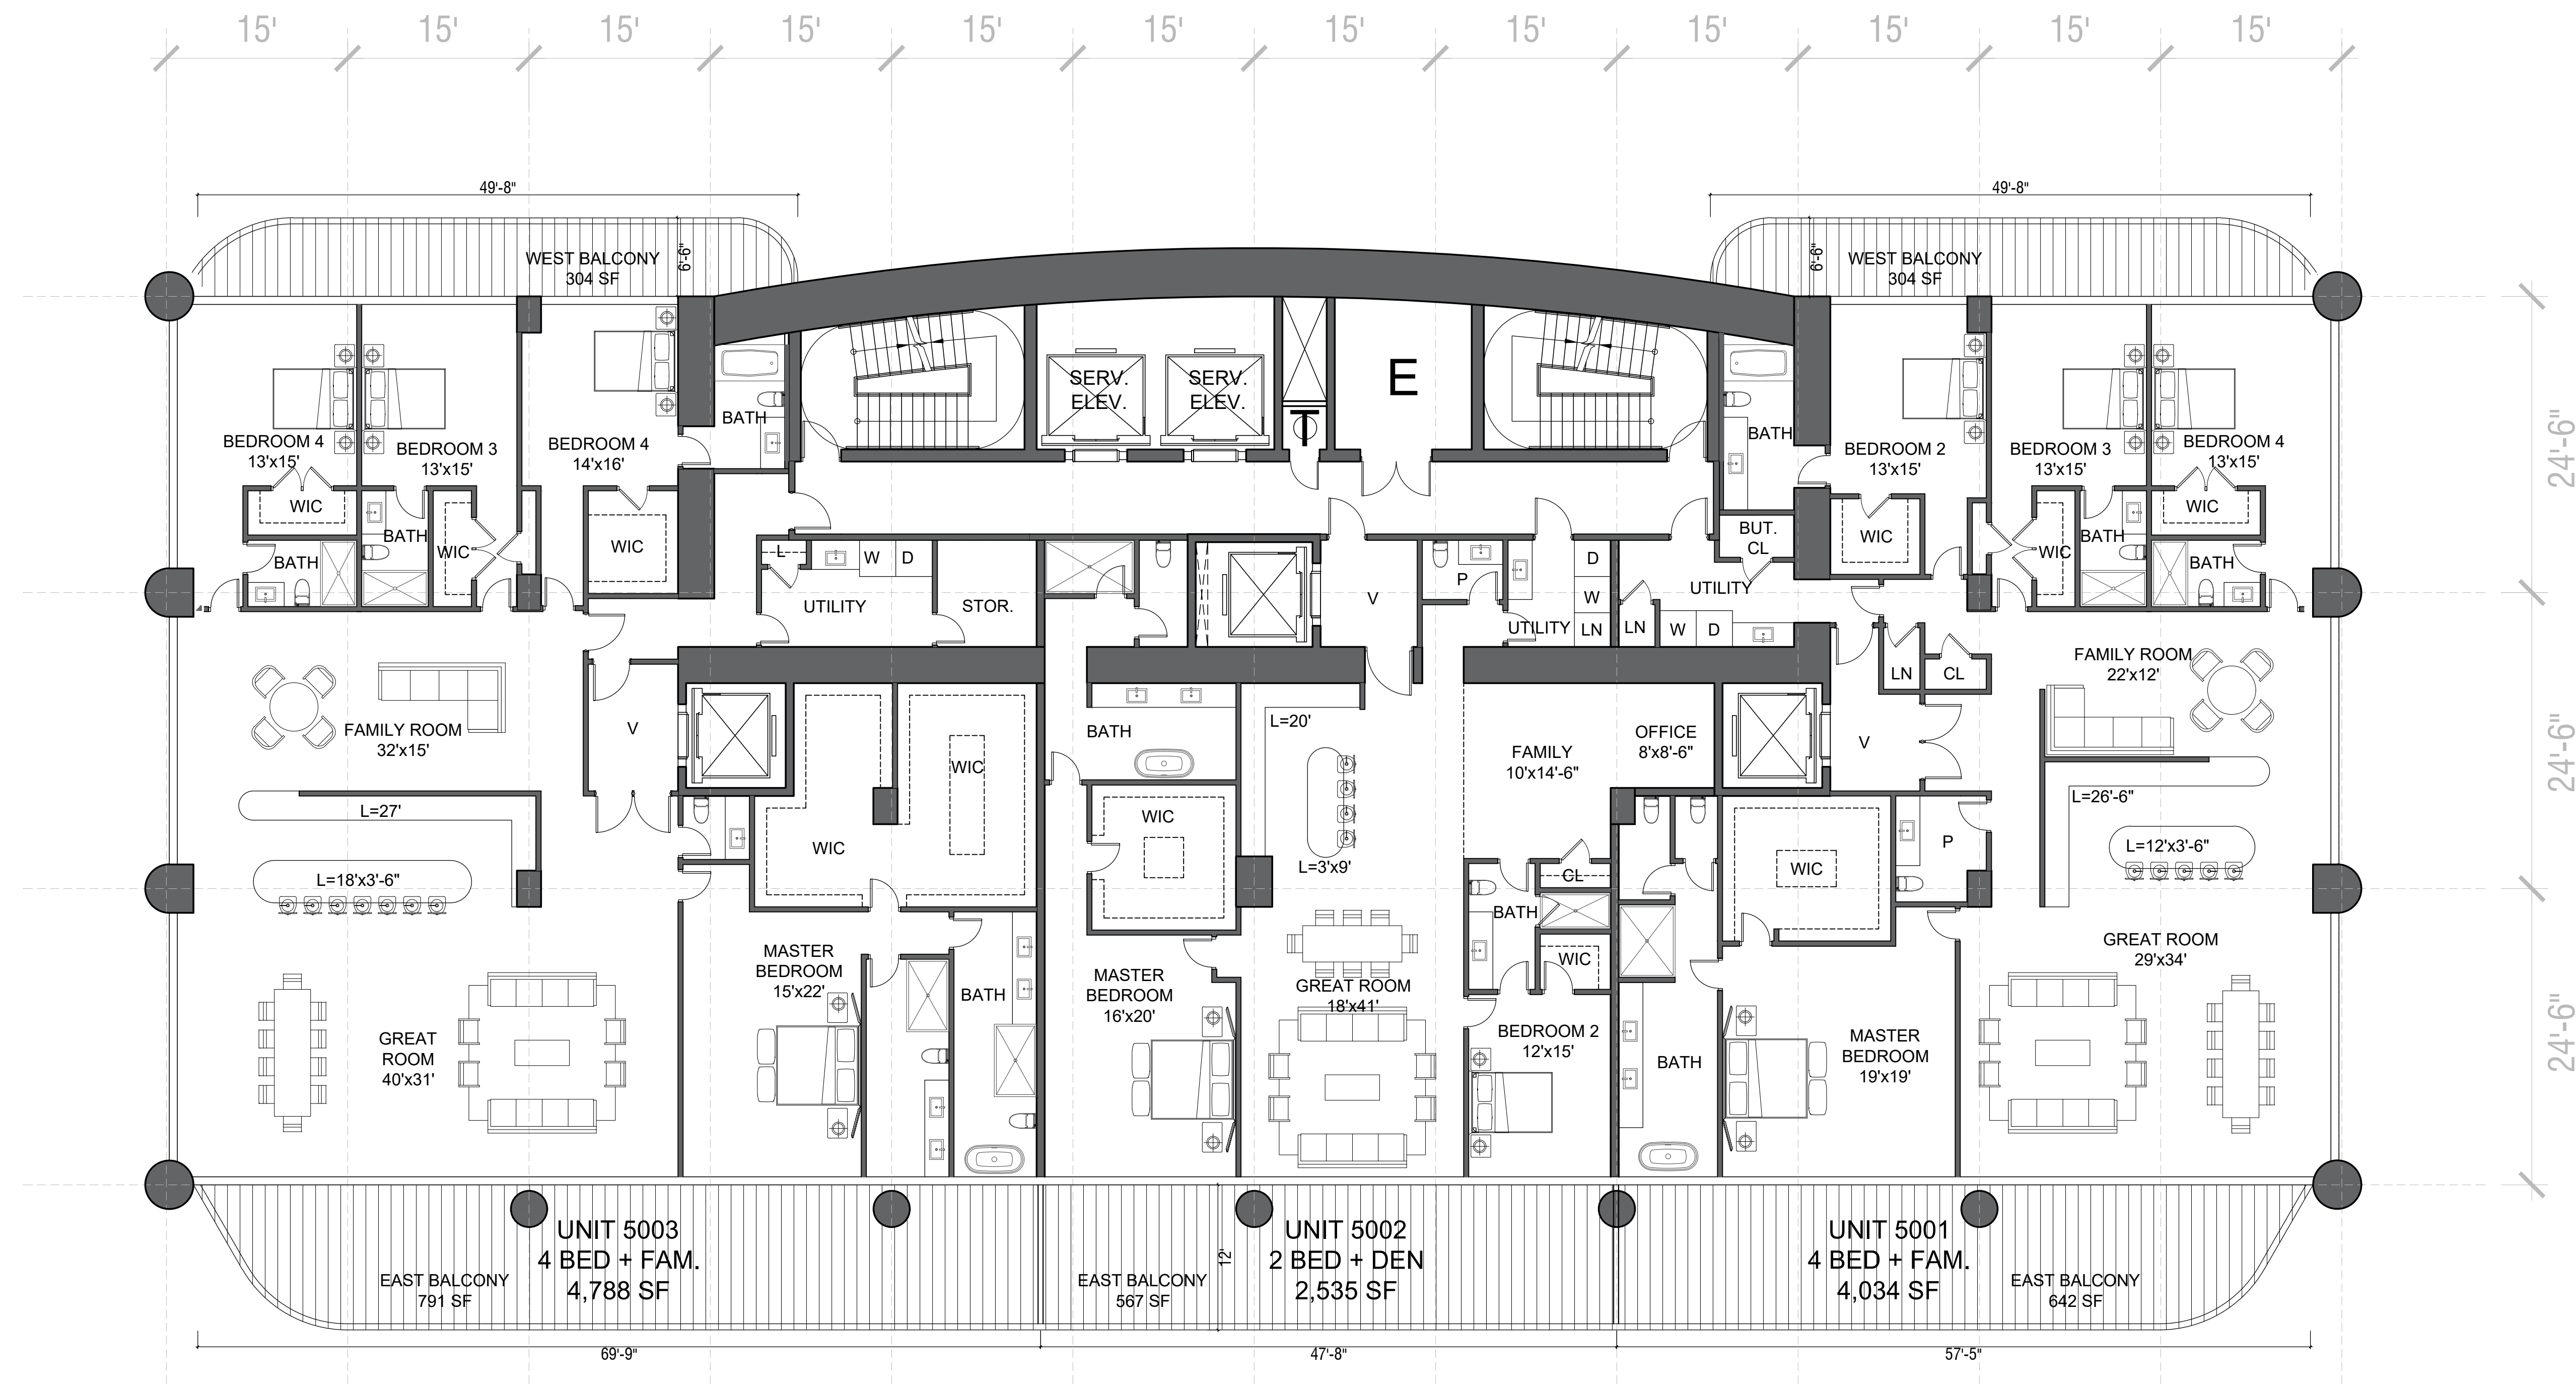 15' 15' 15' 15' 15' 15' 15' 15' 15' 15' 15' 15'
49'-8"
49'-8"
WEST BALCONY
304 SF
6'-6"
6'-6"
WEST BALCONY
304 SF
BEDROOM 4
13'x15'
BEDROOM 3
13'x15'
BEDROOM 4
14'x16'
BATH
SERV.
ELEV.
SERV.
ELEV.
T
E
BATH
BEDROOM 2
13'x15'
BEDROOM 3
13'x15'
BEDROOM 4
13'x15'
24'-6"
WIC
BATH
BATH
WIC
WIC
L
W
D
UTILITY
STOR.
V
P
D
W
LN
UTILITY
BUT.
CL
UTILITY
LN
W
D
WIC
WIC
BATH
WIC
BATH
FAMILY ROOM
32'x15'
V
WIC
WIC
BATH
L=20'
FAMILY
10'x14'-6"
OFFICE
8'x8'-6"
V
LN
CL
FAMILY ROOM
22'x12'
24'-6"
L=27'
L=18'x3'-6"
WIC
L=3'x9'
CL
BATH
WIC
WIC
P
L=26'-6"
L=12'x3'-6"
GREAT
ROOM
40'x31'
MASTER
BEDROOM
15'x22'
BATH
MASTER
BEDROOM
16'x20'
GREAT ROOM
18'x41'
BEDROOM 2
12'x15'
BATH
MASTER
BEDROOM
19'x19'
GREAT ROOM
29'x34'
24'-6"
UNIT 5003
4 BED + FAM.
4,788 SF
EAST BALCONY
791 SF
EAST BALCONY
567 SF
12'
UNIT 5002
2 BED + DEN
2,535 SF
UNIT 5001
4 BED + FAM.
4,034 SF
EAST BALCONY
642 SF
69'-9"
47'-8"
57'-5"